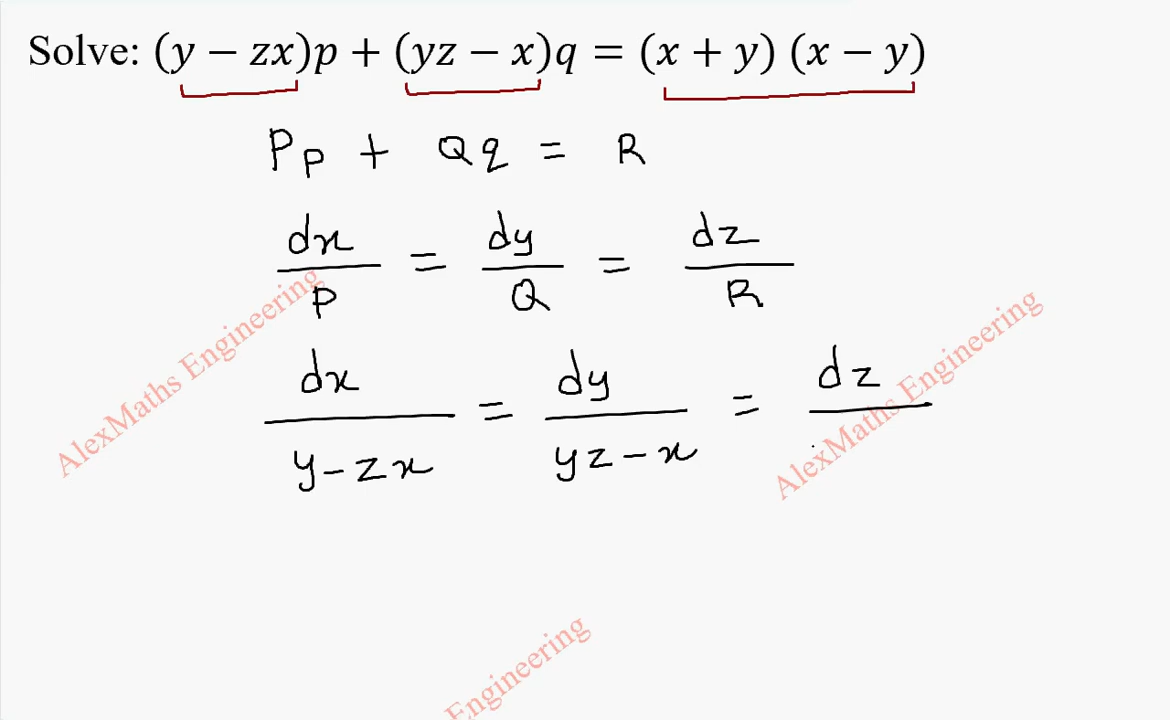 Solve: (y − zx)p + (yz − x)q = (x + y) (x − y)
Pp + Qq = R
dx/P = dy/Q = dz/R
AlexMaths Engineering
AlexMaths Engineering
dx/(y-zx) = dy/(yz-x) = dz/
Engineering